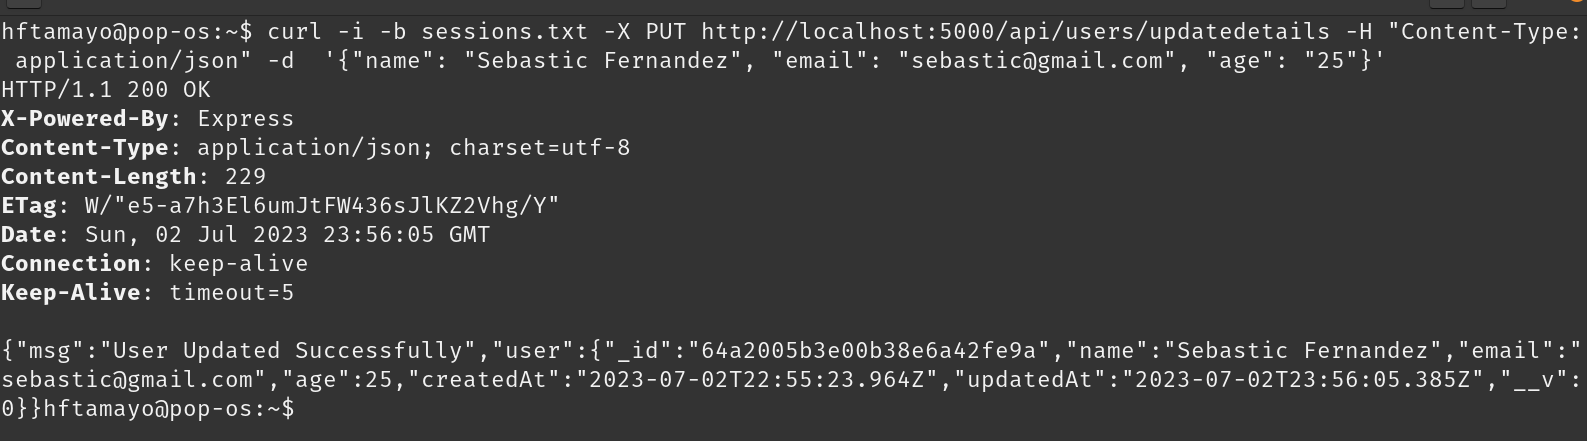 hftamayo@pop-os:~$ curl -i -b sessions.txt -X PUT http://localhost:5000/api/users/updatedetails -H "Content-Type:
 application/json" -d  '{"name": "Sebastic Fernandez", "email": "sebastic@gmail.com", "age": "25"}'
HTTP/1.1 200 OK
X-Powered-By: Express
Content-Type: application/json; charset=utf-8
Content-Length: 229
ETag: W/"e5-a7h3El6umJtFW436sJlKZ2Vhg/Y"
Date: Sun, 02 Jul 2023 23:56:05 GMT
Connection: keep-alive
Keep-Alive: timeout=5

{"msg":"User Updated Successfully","user":{"_id":"64a2005b3e00b38e6a42fe9a","name":"Sebastic Fernandez","email":"
sebastic@gmail.com","age":25,"createdAt":"2023-07-02T22:55:23.964Z","updatedAt":"2023-07-02T23:56:05.385Z","__v":
0}}hftamayo@pop-os:~$